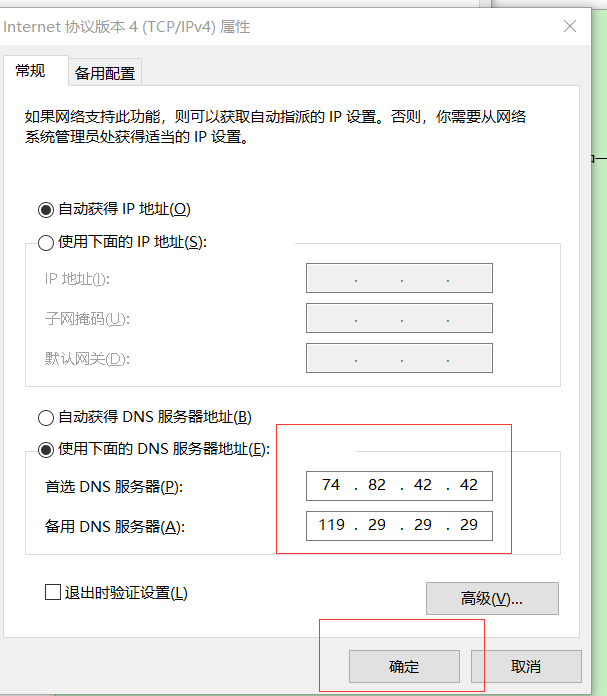 Internet 协议版本 4 (TCP/IPv4) 属性
常规
备用配置
如果网络支持此功能，则可以获取自动指派的 IP 设置。否则，你需要从网络
系统管理员处获得适当的 IP 设置。
自动获得 IP 地址(O)
使用下面的 IP 地址(S):
IP 地址(I):
子网掩码(U):
默认网关(D):
自动获得 DNS 服务器地址(B)
使用下面的 DNS 服务器地址(E):
首选 DNS 服务器(P): 74 . 82 . 42 . 42
备用 DNS 服务器(A): 119 . 29 . 29 . 29
退出时验证设置(L)
高级(V)...
确定
取消